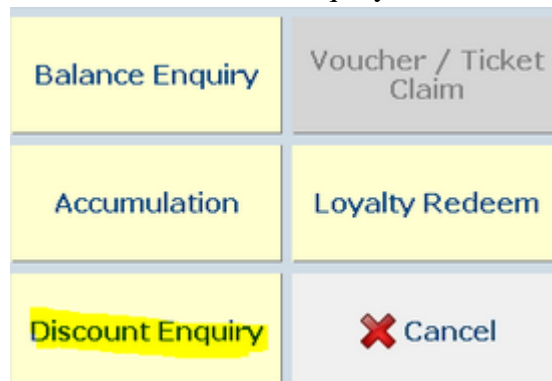 Balance Enquiry
Voucher / Ticket
Claim
Accumulation
Loyalty Redeem
Discount Enquiry
Cancel